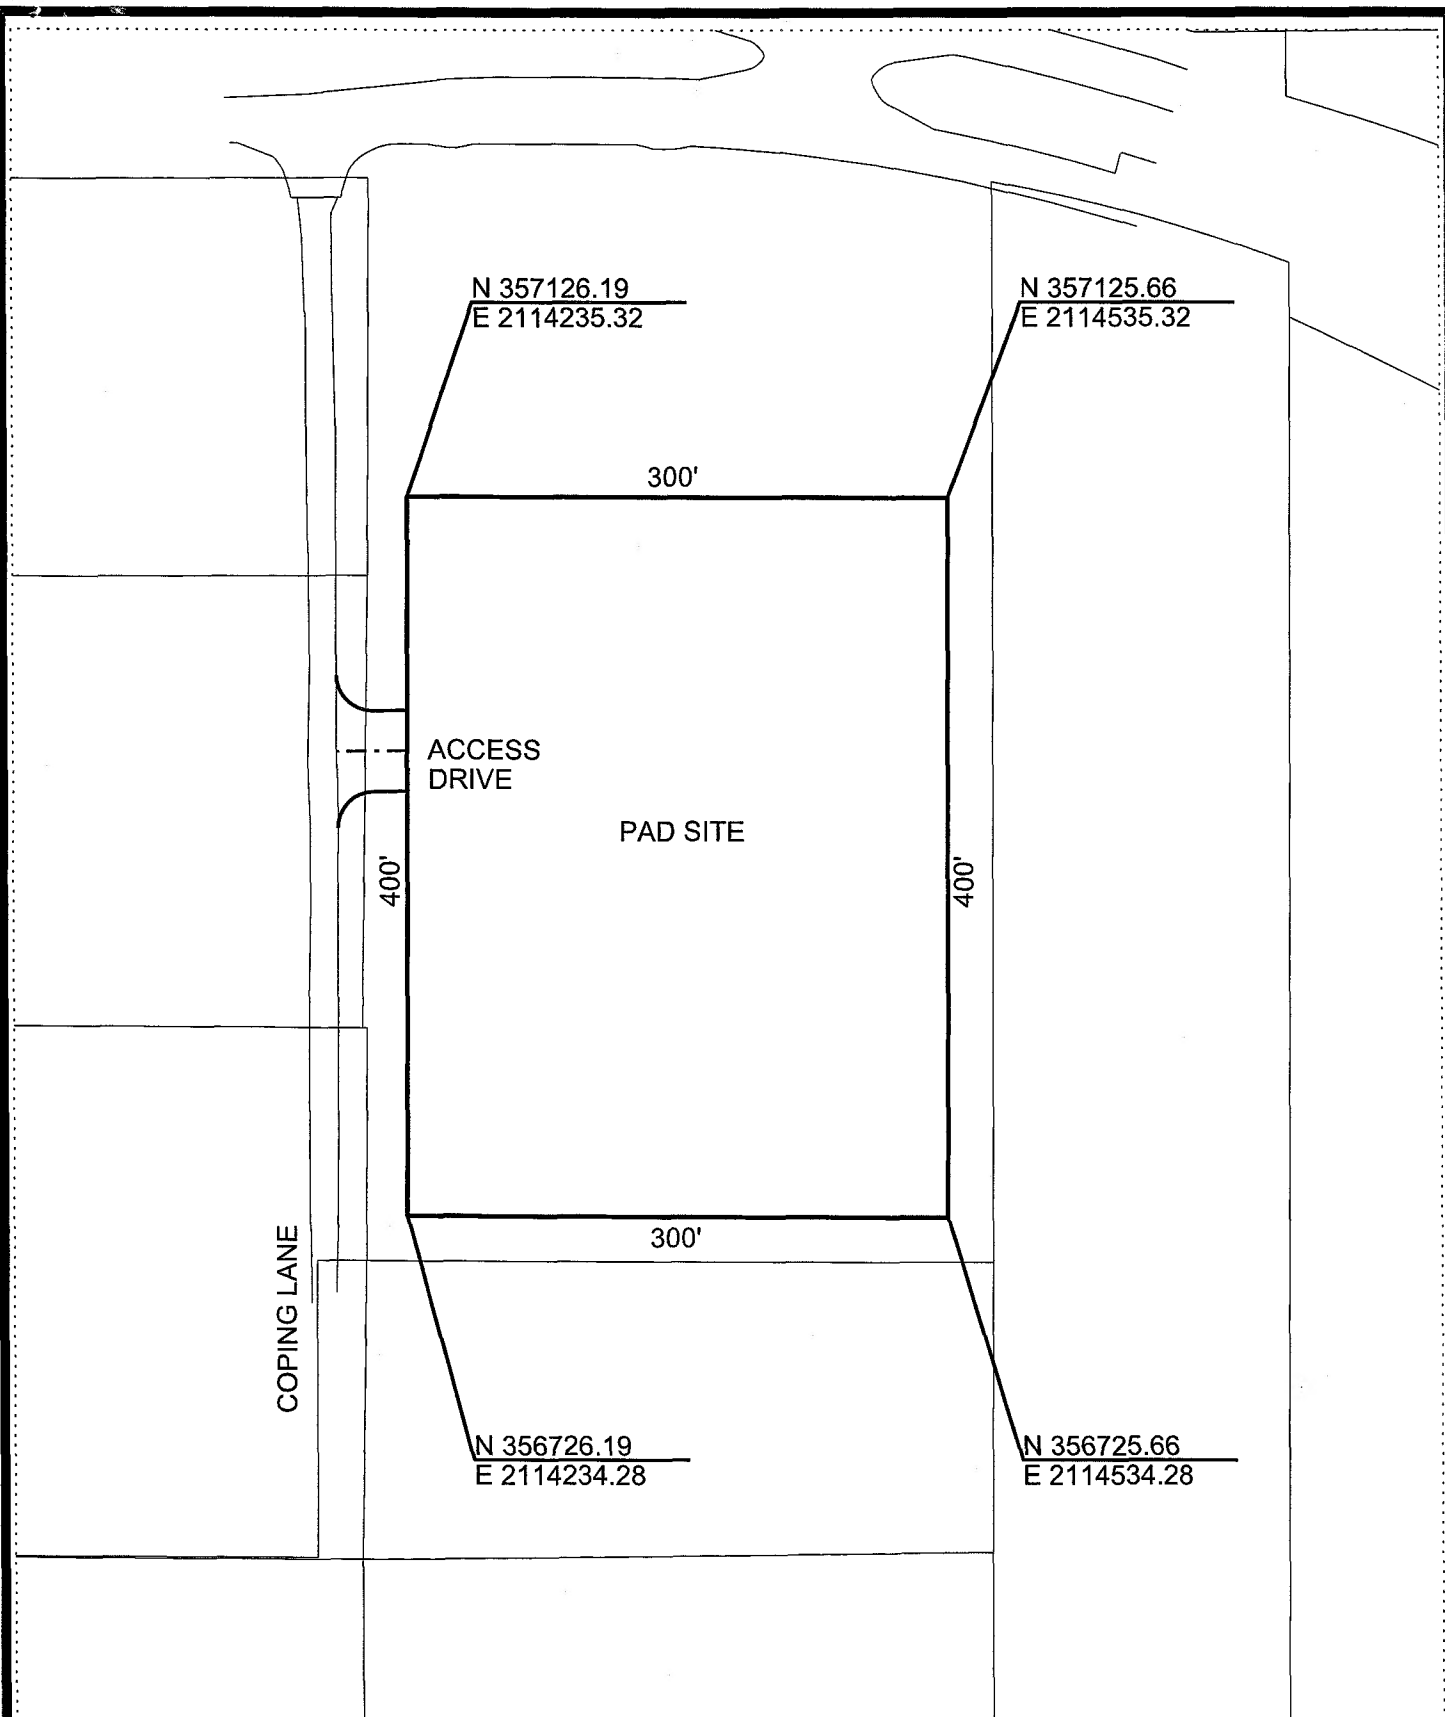 N 357126.19
E 2114235.32
N 357125.66
E 2114535.32
300'
ACCESS
DRIVE
PAD SITE
400'
400'
300'
COPING LANE
N 356726.19
E 2114234.28
N 356725.66
E 2114534.28